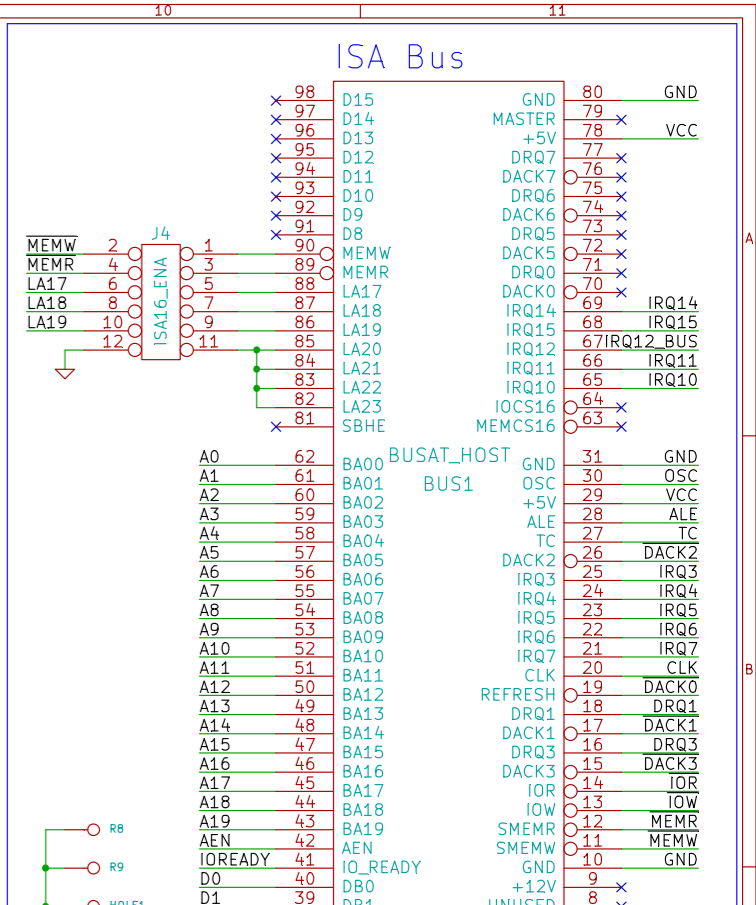 10 11
ISA Bus
98 D15 GND 80 GND
97 D14 MASTER 79
96 D13 +5V 78 VCC
95 D12 DRQ7 77
94 D11 DACK7 76
93 D10 DRQ6 75
92 D9 DACK6 74
91 D8 DRQ5 73
J4
ISA16_ENA
A
MEMW 2 1 90 MEMW DACK5 72
MEMR 4 3 89 MEMR DRQ0 71
LA17 6 5 88 LA17 DACK0 70
LA18 8 7 87 LA18 IRQ14 69 IRQ14
LA19 10 9 86 LA19 IRQ15 68 IRQ15
12 11 85 LA20 IRQ12 67 IRQ12_BUS
84 LA21 IRQ11 66 IRQ11
83 LA22 IRQ10 65 IRQ10
82 LA23 IOCS16 64
81 SBHE MEMCS16 63
BUSAT_HOST
BUS1
A0 62 BA00 GND 31 GND
A1 61 BA01 OSC 30 OSC
A2 60 BA02 +5V 29 VCC
A3 59 BA03 ALE 28 ALE
A4 58 BA04 TC 27 TC
A5 57 BA05 DACK2 26 DACK2
A6 56 BA06 IRQ3 25 IRQ3
A7 55 BA07 IRQ4 24 IRQ4
A8 54 BA08 IRQ5 23 IRQ5
A9 53 BA09 IRQ6 22 IRQ6
A10 52 BA10 IRQ7 21 IRQ7
A11 51 BA11 CLK 20 CLK
B
A12 50 BA12 REFRESH 19 DACK0
A13 49 BA13 DRQ1 18 DRQ1
A14 48 BA14 DACK1 17 DACK1
A15 47 BA15 DRQ3 16 DRQ3
A16 46 BA16 DACK3 15 DACK3
A17 45 BA17 IOR 14 IOR
A18 44 BA18 IOW 13 IOW
A19 43 BA19 SMEMR 12 MEMR
R8
AEN 42 AEN SMEMW 11 MEMW
IOREADY 41 IO_READY GND 10 GND
R9
D0 40 DB0 +12V 9
D1 39 DB1 UNUSED 8
HOLE1